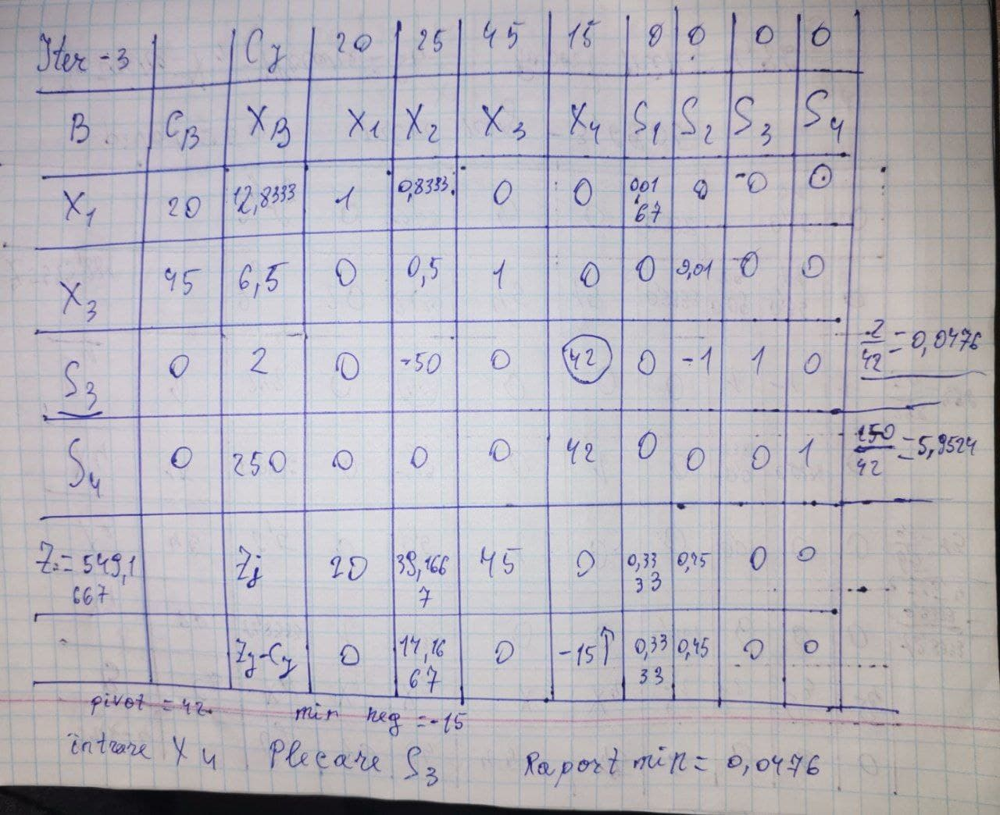 Iter - 3 Cj 20 25 45 15 0 0 0 0
B CB XB X1 X2 X3 X4 S1 S2 S3 S4
X1 20 12,8333 1 0,8333 0 0 0,0167 0 -0 0
X3 45 6,5 0 0,5 1 0 0 0,01 -0 0
S3 0 2 0 -50 0 42 0 -1 1 0 2/42 = 0,0476
S4 0 250 0 0 0 42 0 0 0 1 250/42 = 5,9524
Z = 549,1667 Zj 20 39,1667 45 0 0,3333 0,45 0 0
Zj-Cj 0 14,1667 0 -15↑ 0,3333 0,45 0 0
pivot = 42 min neg = -15
intrare X4 Plecare S3 Raport min = 0,0476